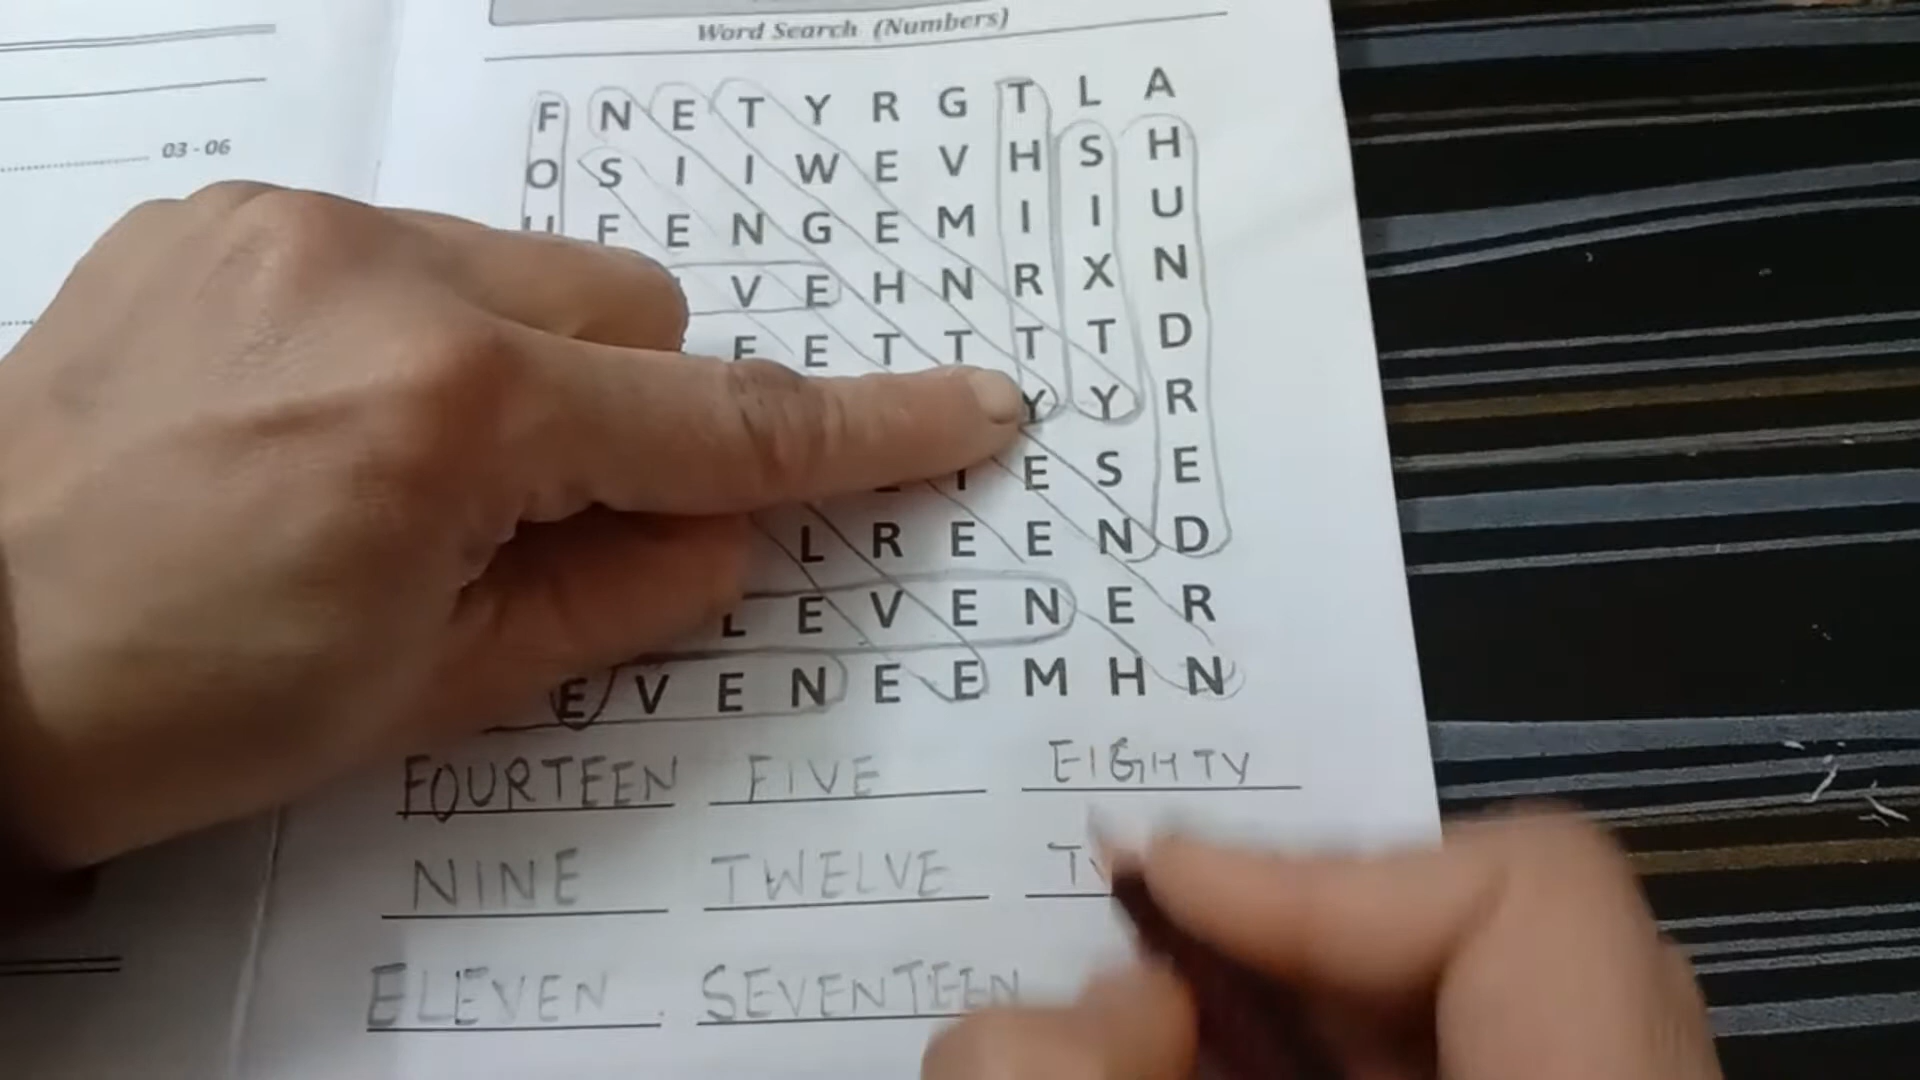 Word Search (Numbers)
03 - 06
F N E T Y R G T L A
O S I I W E V H S H
U F E N G E M I I U
V E H N R X N
E E T T T T D
Y Y R
E S E
L R E E N D
L E V E N E R
E V E N E E M H N
FOURTEEN FIVE EIGHTY
NINE TWELVE
ELEVEN SEVENTEEN